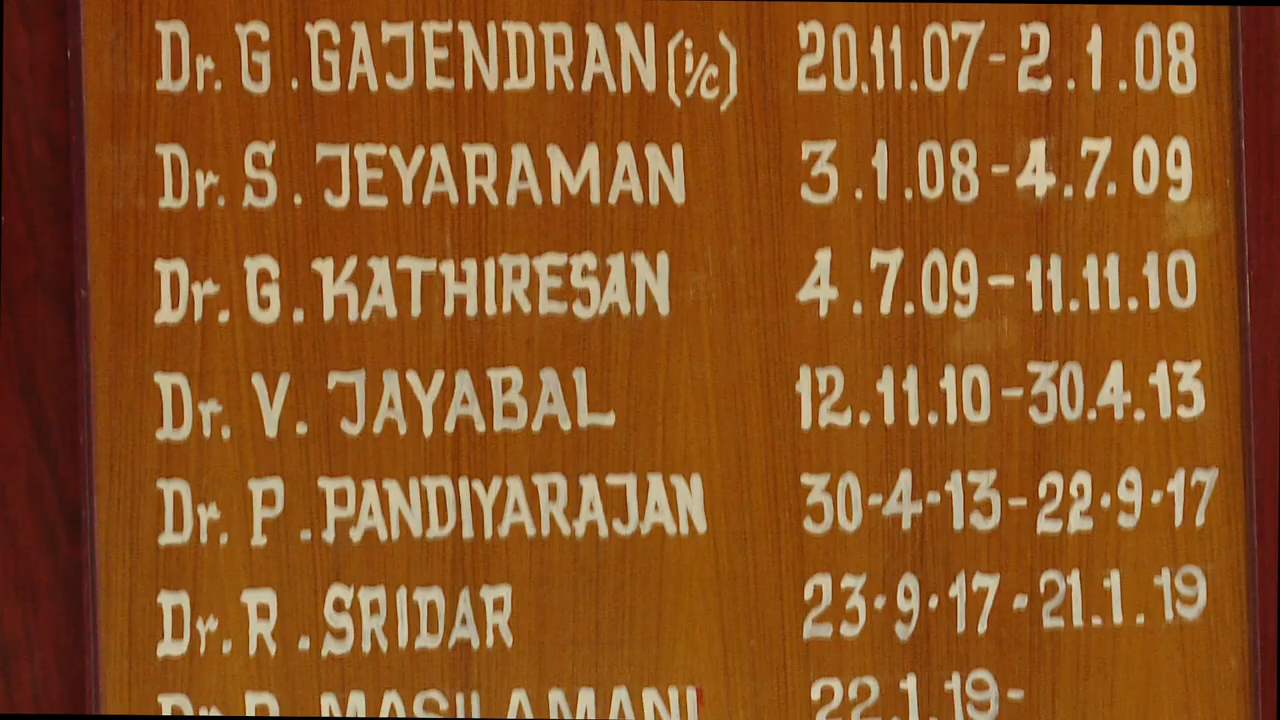 Dr. G. GAJENDRAN (i/c) 20.11.07 - 2.1.08
Dr. S. JEYARAMAN 3.1.08 - 4.7.09
Dr. G. KATHIRESAN 4.7.09 - 11.11.10
Dr. V. JAYABAL 12.11.10 - 30.4.13
Dr. P. PANDIYARAJAN 30-4-13 - 22.9.17
Dr. R. SRIDAR 23.9.17 - 21.1.19
Dr MASILAMANI 22.1.19 -